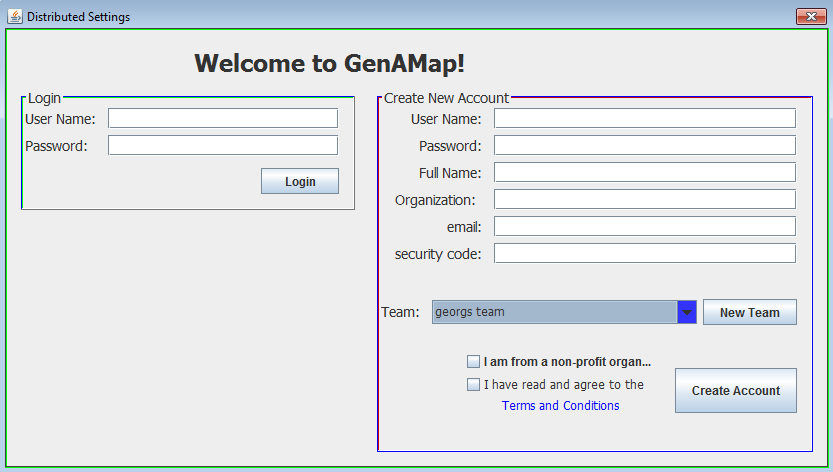 Distributed Settings
Welcome to GenAMap!
Login
User Name:
Password:
Login
Create New Account
User Name:
Password:
Full Name:
Organization:
email:
security code:
Team: georgs team New Team
I am from a non-profit organ...
I have read and agree to the
Terms and Conditions
Create Account